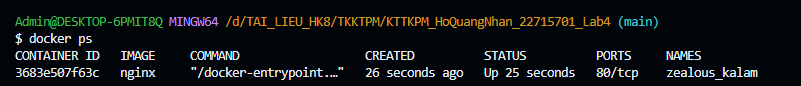 Admin@DESKTOP-6PMIT8Q MINGW64 /d/TAI_LIEU_HK8/TKKTPM/KTTKPM_HoQuangNhan_22715701_Lab4 (main)
$ docker ps
CONTAINER ID   IMAGE     COMMAND                  CREATED          STATUS          PORTS     NAMES
3683e507f63c   nginx     "/docker-entrypoint.…"   26 seconds ago   Up 25 seconds   80/tcp    zealous_kalam